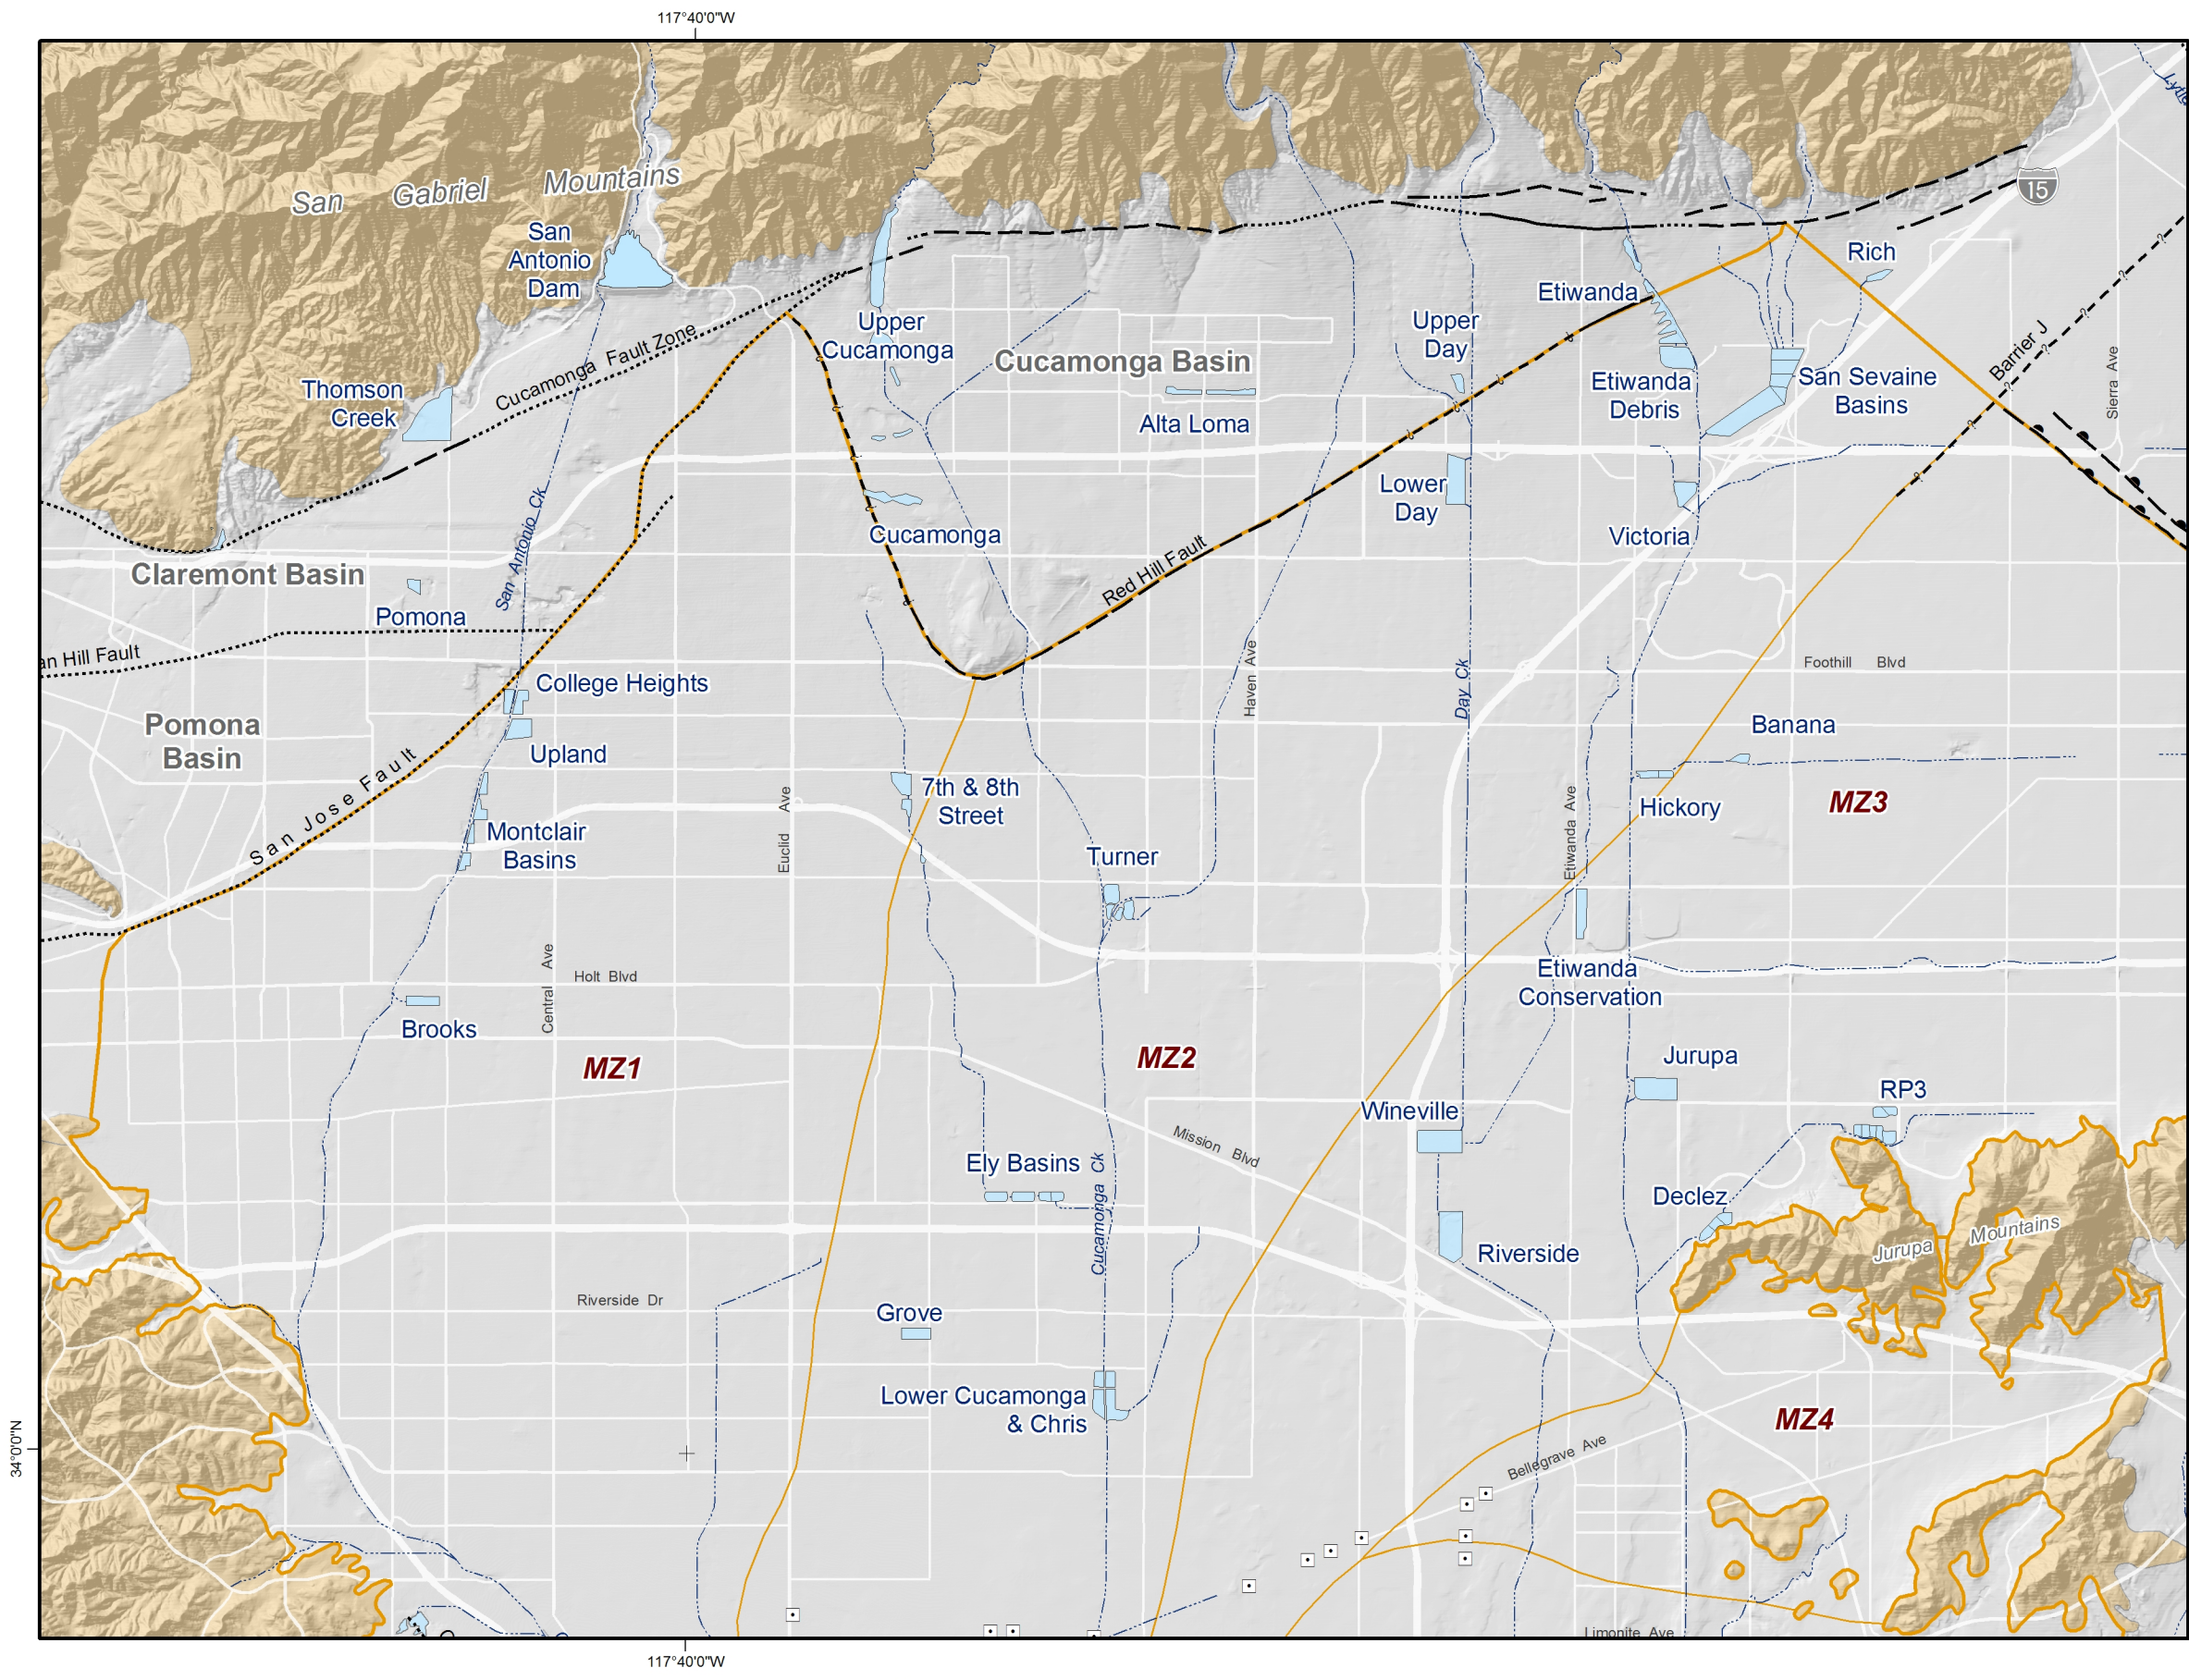 117°40'0"W
Lytle
San Gabriel Mountains
15
San
Antonio
Dam
Rich
Etiwanda
Upper
Cucamonga
Upper
Day
Cucamonga Fault Zone
Cucamonga Basin
Barrier J
Sierra Ave
Thomson
Creek
Alta Loma
Etiwanda
Debris
San Sevaine
Basins
Lower
Day
San Antonio Ck
Cucamonga
Victoria
Red Hill Fault
Claremont Basin
Pomona
an Hill Fault
Foothill Blvd
College Heights
Haven Ave
Day Ck
Pomona
Basin
Upland
Banana
San Jose Fault
7th & 8th
Street
Hickory
MZ3
Montclair
Basins
Euclid Ave
Etiwanda Ave
Turner
Central Ave
Holt Blvd
Etiwanda
Conservation
Brooks
MZ1
MZ2
Jurupa
RP3
Wineville
Mission Blvd
Ely Basins
Cucamonga Ck
Declez
Jurupa Mountains
Riverside
Riverside Dr
Grove
Lower Cucamonga
& Chris
MZ4
34°0'0"N
Bellegrave Ave
Limonite Ave
117°40'0"W